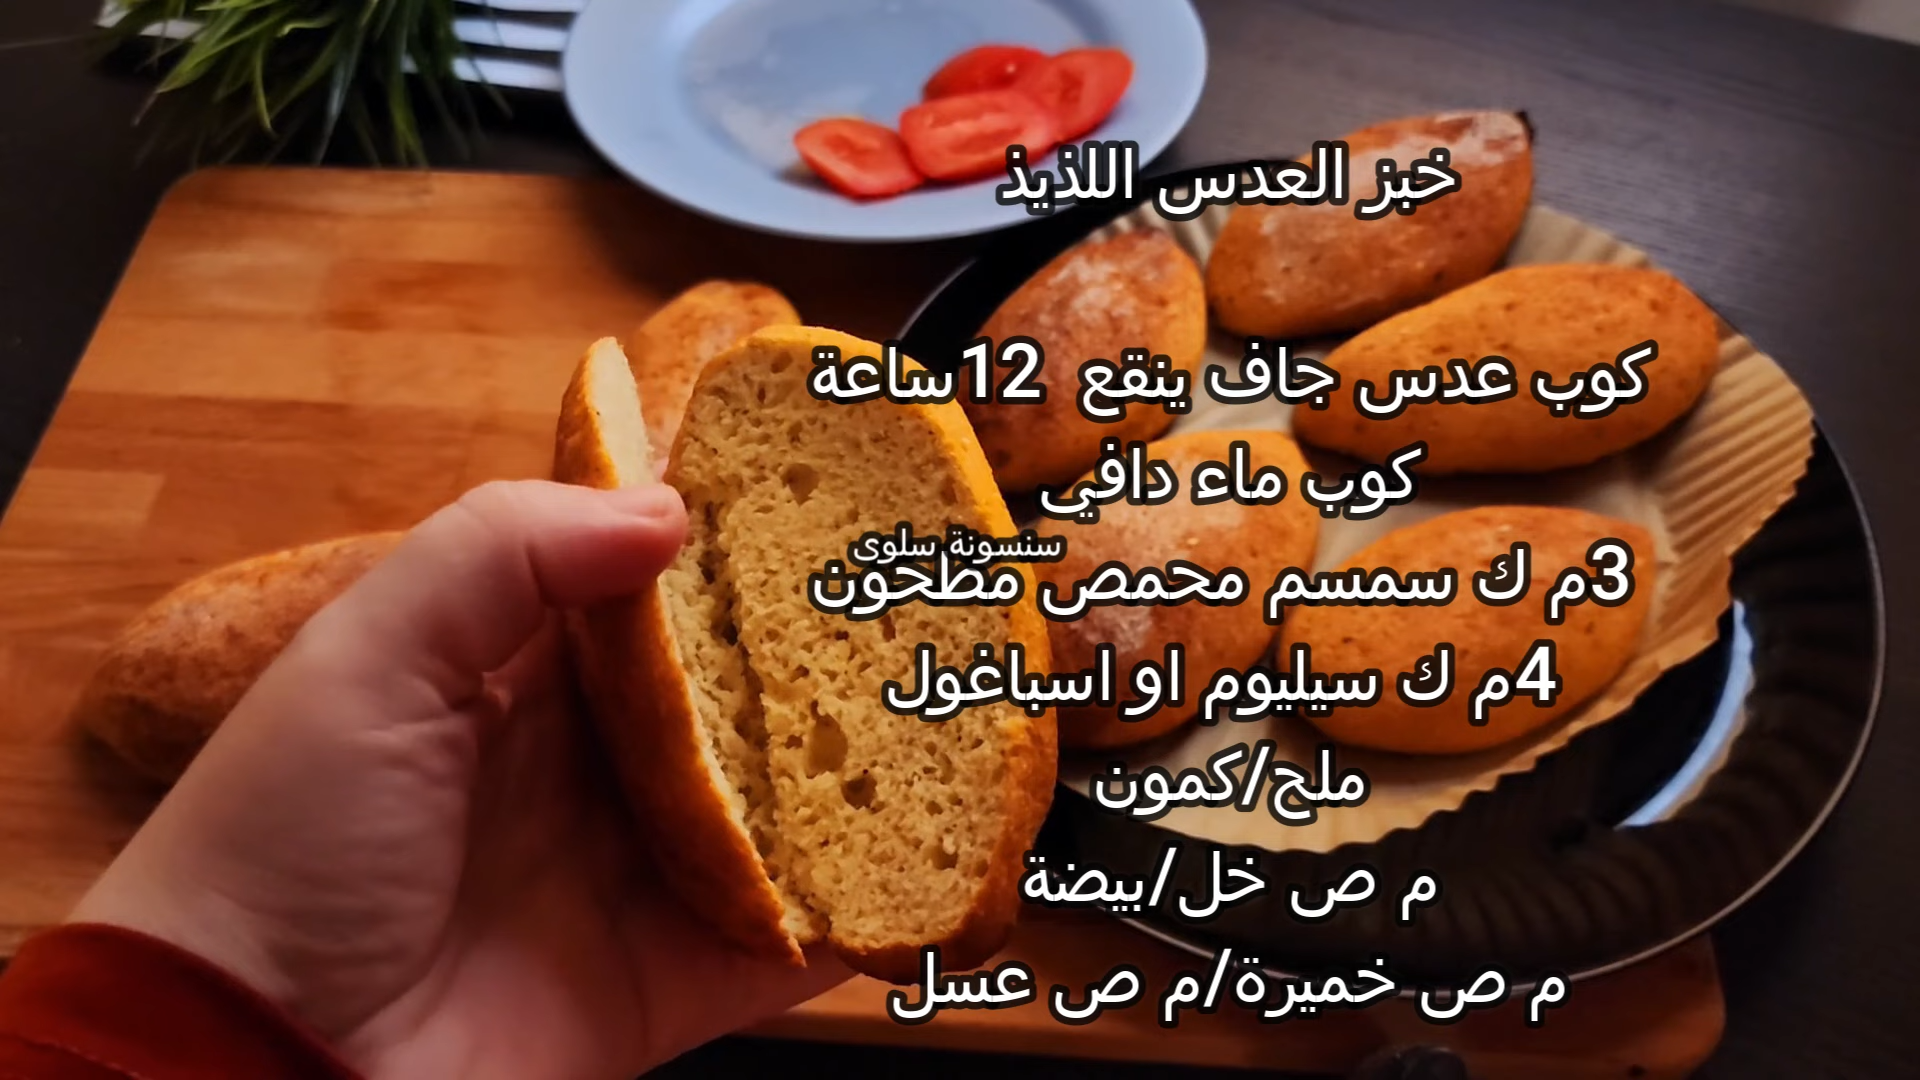 خبز العدس اللذيذ
كوب عدس جاف ينقع 12ساعة
كوب ماء دافي
سنسونة سلوى
3م ك سمسم محمص مطحون
4م ك سيليوم او اسباغول
ملح/كمون
م ص خل/بيضة
م ص خميرة/م ص عسل